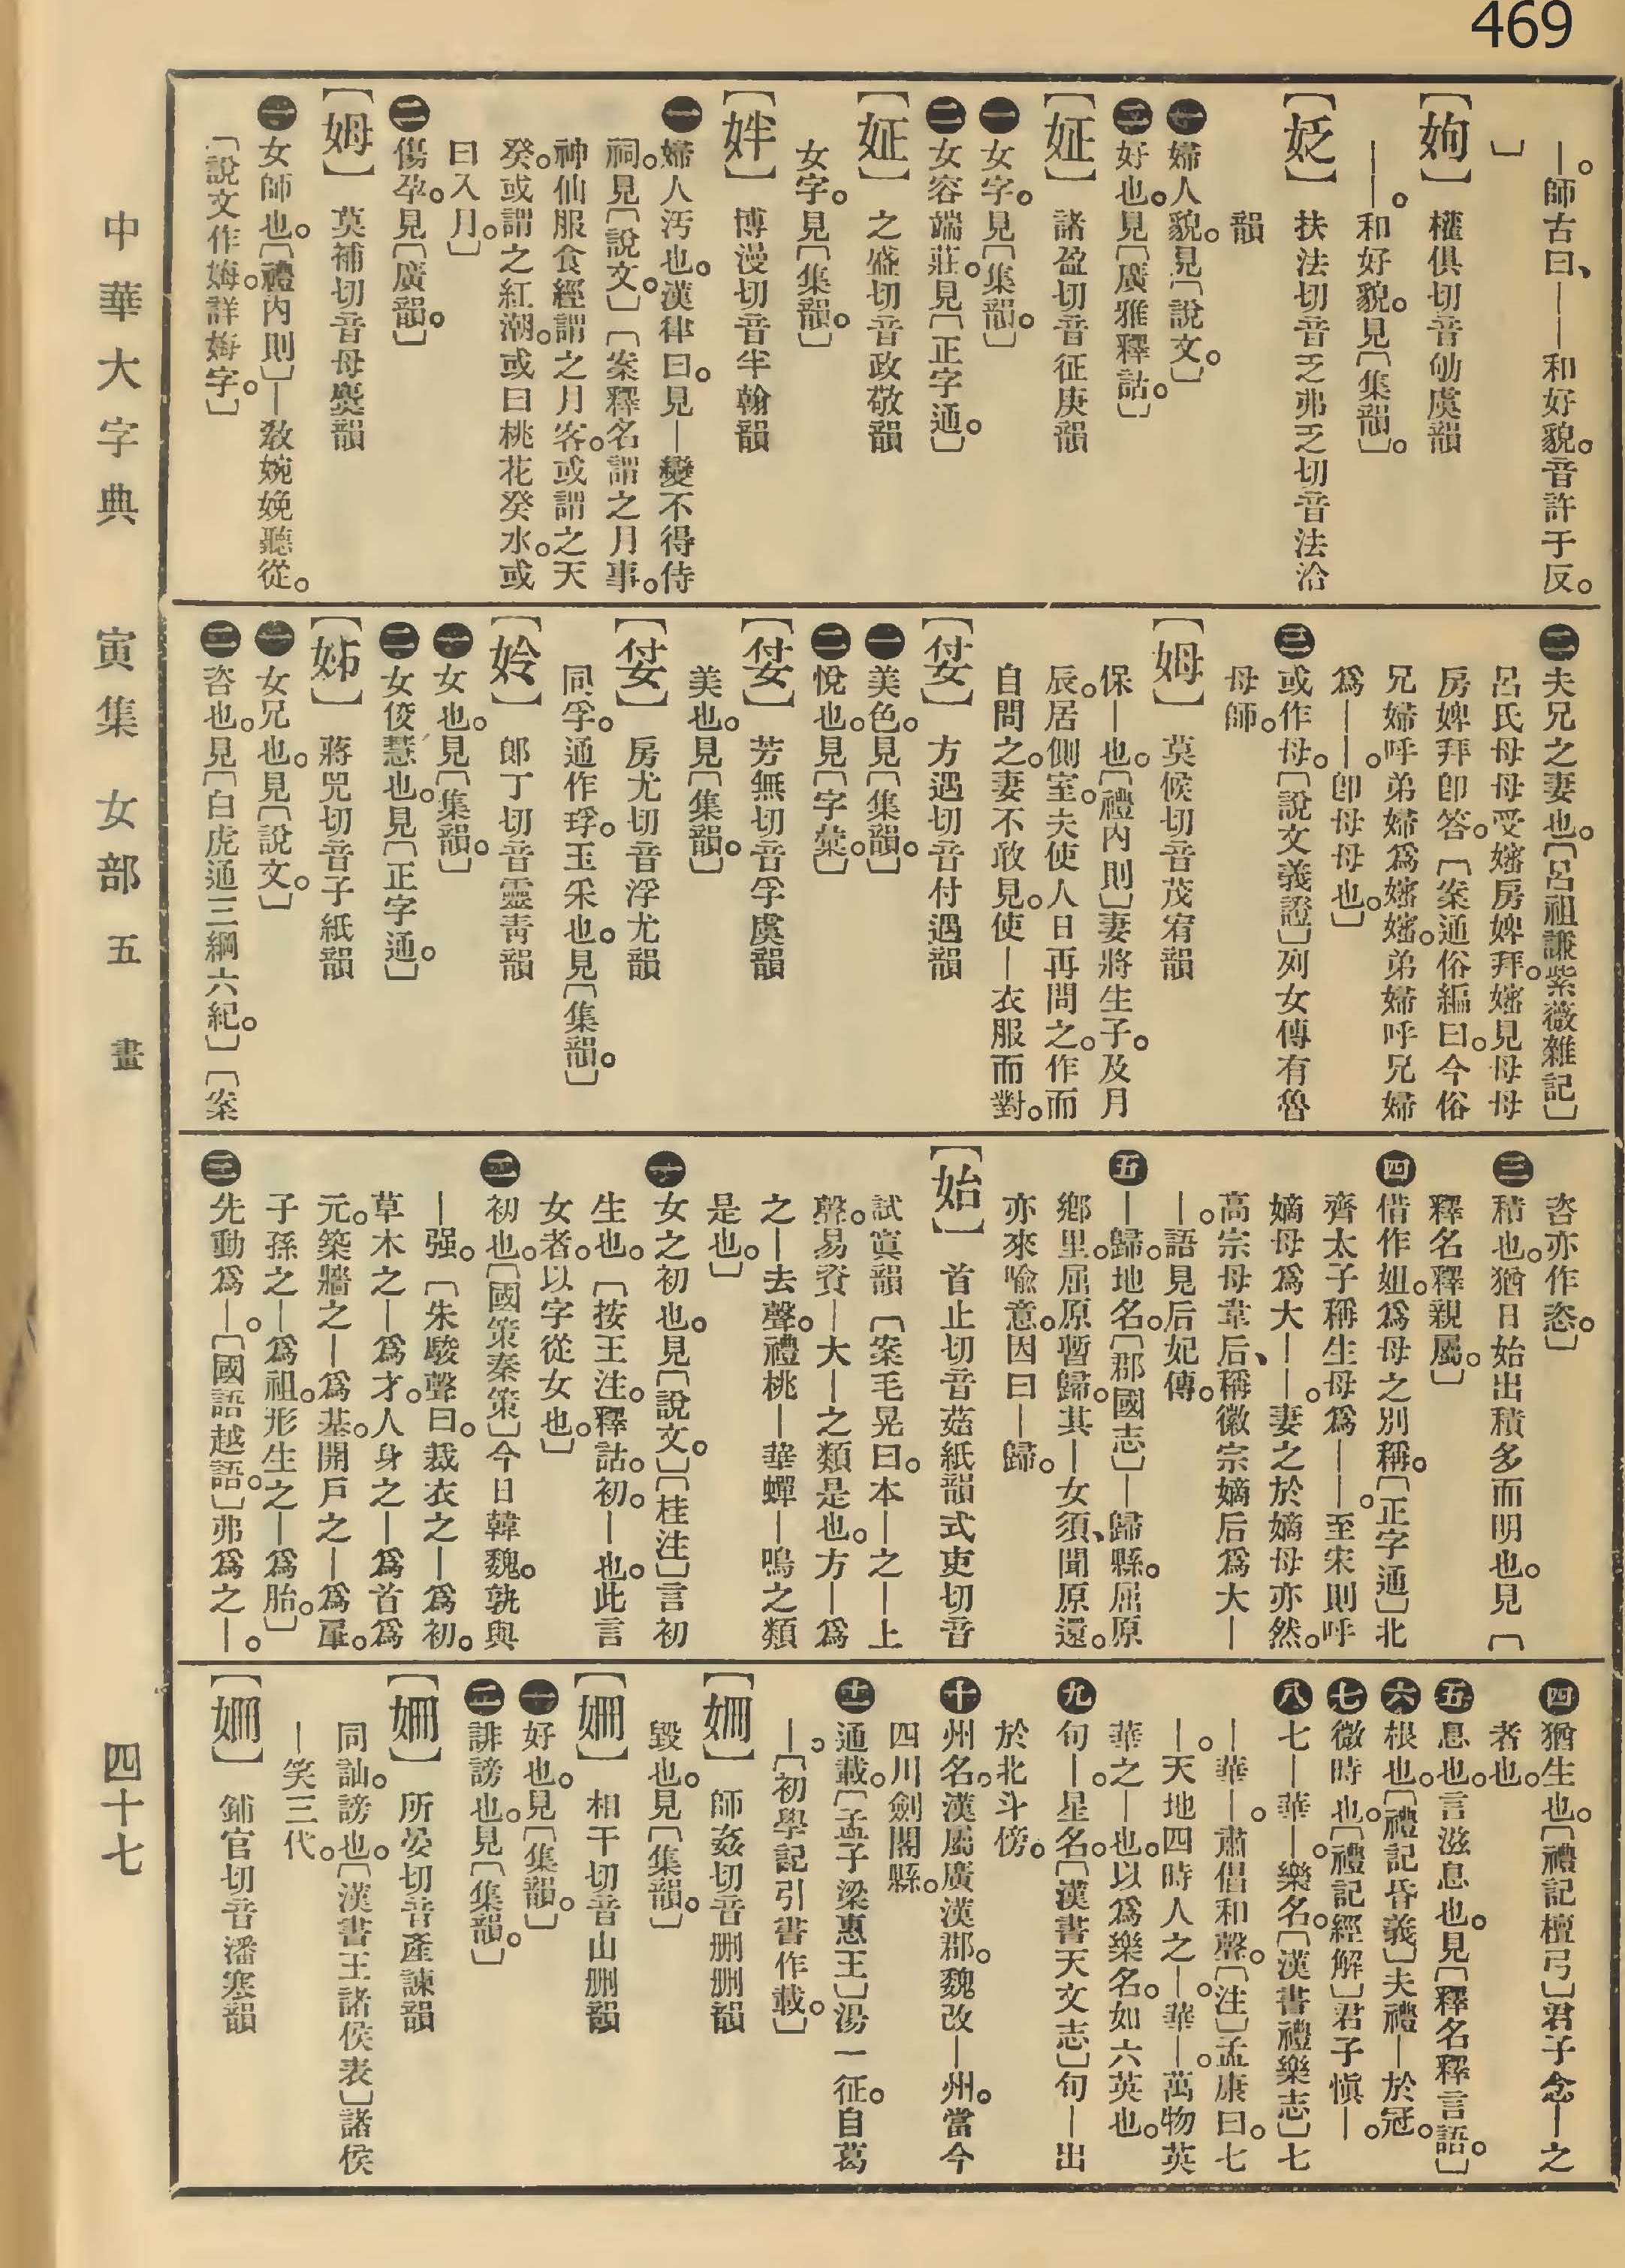 469
｜。師古曰、｜｜和好貌。音許于反。
〕
【姁】 權俱切音劬虞韻
｜｜。和好貌。見〔集韻〕。
【姂】 扶法切音乏弗乏切音法洽
韻
㊀婦人貌。見〔說文。〕
㊁好也。見〔廣雅釋詁。〕
【姃】 諸盈切音征庚韻
㊀女字。見〔集韻。〕
㊁女容端莊。見〔正字通。〕
【姃】 之盛切音政敬韻
女字。見〔集韻。〕
【姅】 博漫切音半翰韻
㊀婦人汚也。漢律曰。見｜變不得侍
祠。見〔說文。〕〔案釋名謂之月事。
神仙服食經謂之月客。或謂之天
癸。或謂之紅潮。或曰桃花癸水。或
曰入月。〕
㊁傷孕。見〔廣韻。〕
【姆】 莫補切音母麌韻
㊀女師也。〔禮內則〕｜敎婉娩聽從。
〔說文作娒。詳娒字。〕
㊁夫兄之妻也。〔呂祖謙紫薇雜記〕
呂氏母母受嬸房婢拜。嬸見母母
房婢拜卽答。〔案通俗編曰。今俗
兄婦呼弟婦爲嬸嬸。弟婦呼兄婦
爲｜｜。卽母母也。〕
㊂或作母。〔說文義證〕列女傳有魯
母師。
【姆】 莫候切音茂宥韻
保｜也。〔禮內則〕妻將生子。及月
辰。居側室。夫使人日再問之。作而
自問之。妻不敢見。使｜衣服而對。
【㚆】 方遇切音付遇韻
㊀美色。見〔集韻。〕
㊁悅也。見〔字彙。〕
【㚆】 芳無切音孚虞韻
美也。見〔集韻。〕
【㚆】 房尤切音浮尤韻
同孚。通作琈。玉采也。見〔集韻。〕
【姈】 郎丁切音靈靑韻
㊀女也。見〔集韻。〕
㊁女俊慧也。見〔正字通。〕
【姊】 蔣兕切音子紙韻
㊀女兄也。見〔說文。〕
㊁咨也。見〔白虎通三綱六紀。〕〔案
咨亦作恣。〕
㊂積也。猶日始出積多而明也。見〔
釋名釋親屬。〕
㊃借作姐。爲母之別稱。〔正字通〕北
齊太子稱生母爲｜｜。至宋則呼
嫡母爲大｜｜。妻之於嫡母亦然。
高宗母韋后、稱徽宗嫡后爲大｜
｜。語見后妃傳。
㊄｜歸。地名。〔郡國志〕｜歸縣。屈原
鄉里。屈原暫歸。其｜女須、聞原還。
亦來喩意。因曰｜歸。
【始】 首止切音菇紙韻式吏切音
試寘韻〔案毛晃曰。本｜之｜上
聲。易資｜大｜之類是也。方｜爲
之｜去聲。禮桃｜華蟬｜鳴之類
是也。〕
㊀女之初也。見〔說文。〕〔桂注〕言初
生也。〔按王注。釋詁。初。｜也。此言
女者。以字從女也。〕
㊁初也。〔國策秦策〕今日韓魏。孰與
｜强。〔朱駿聲曰。裁衣之｜爲初。
草木之｜爲才。人身之｜爲首爲
元。築牆之｜爲基。開戶之｜爲肁。
子孫之｜爲祖。形生之｜爲胎。〕
㊂先動爲｜。〔國語越語。〕弗爲之｜。
㊃猶生也。〔禮記檀弓〕君子念｜之
者也。
㊄息也。言滋息也。見〔釋名釋言語。〕
㊅根也。〔禮記昏義〕夫禮｜於冠。
㊆微時也。〔禮記經解〕君子愼｜。
㊇七｜華｜。樂名。〔漢書禮樂志〕七
｜華｜。肅倡和聲。〔注〕孟康曰。七
｜。天地四時人之｜。華｜。萬物英
華之｜也。以爲樂名。如六英也。
㊈句｜。星名。〔漢書天文志〕句｜出
於北斗傍。
㊉州名。漢屬廣漢郡。魏改｜州。當今
四川劍閣縣。
⑪通載。〔孟子梁惠王〕湯一征。自葛
｜。〔初學記引書作載。〕
【姍】 師姦切音删删韻
毀也。見〔集韻。〕
【姍】 相干切音山删韻
㊀好也。見〔集韻。〕
㊁誹謗也。見〔集韻。〕
【姍】 所晏切音產諫韻
同訕。謗也。〔漢書王諸侯表〕諸侯
｜笑三代。
【姍】 鋪官切音潘寒韻
中華大字典 寅集 女部 五 畫 四十七